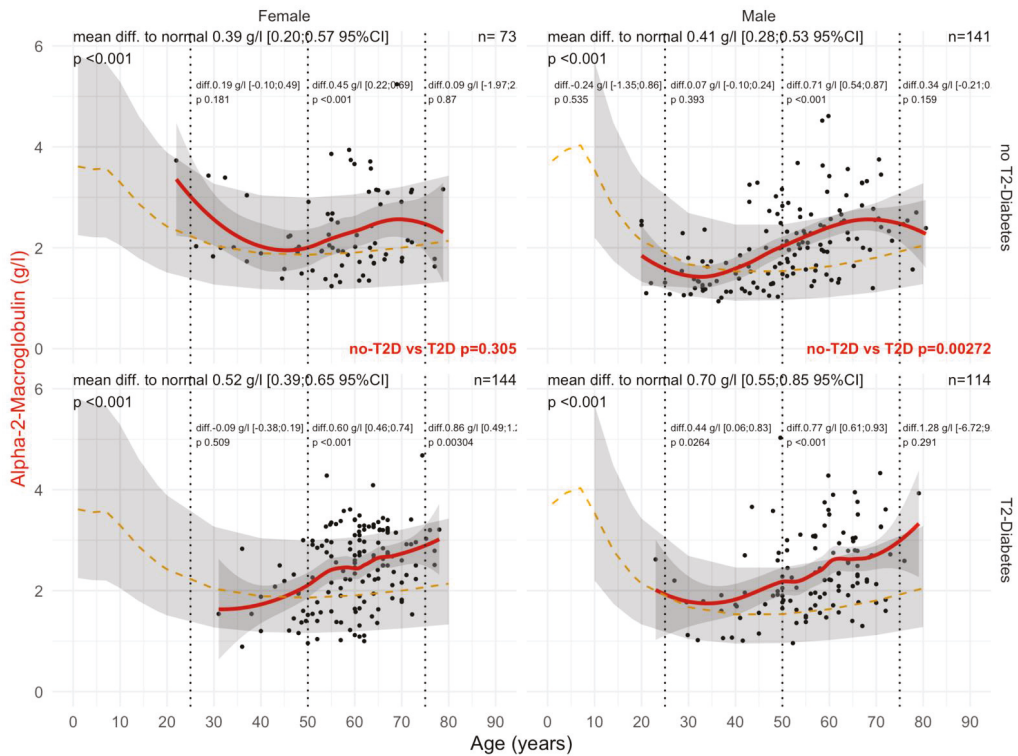 Female
Male
mean diff. to normal 0.39 g/l [0.20;0.57 95%CI] n= 73
p <0.001
diff.0.19 g/l [-0.10;0.49] diff.0.45 g/l [0.22;0.69] diff.0.09 g/l [-1.97;2
p 0.181 p <0.001 p 0.87
mean diff. to normal 0.41 g/l [0.28;0.53 95%CI] n=141
p <0.001
diff.-0.24 g/l [-1.35;0.86] diff.0.07 g/l [-0.10;0.24] diff.0.71 g/l [0.54;0.87] diff.0.34 g/l [-0.21;0
p 0.535 p 0.393 p <0.001 p 0.159
no T2-Diabetes
no-T2D vs T2D p=0.305
no-T2D vs T2D p=0.00272
mean diff. to normal 0.52 g/l [0.39;0.65 95%CI] n=144
p <0.001
diff.-0.09 g/l [-0.38;0.19] diff.0.60 g/l [0.46;0.74] diff.0.86 g/l [0.49;1.
p 0.509 p <0.001 p 0.00304
mean diff. to normal 0.70 g/l [0.55;0.85 95%CI] n=114
p <0.001
diff.0.44 g/l [0.06;0.83] diff.0.77 g/l [0.61;0.93] diff.1.28 g/l [-6.72;9
p 0.0264 p <0.001 p 0.291
T2-Diabetes
Alpha-2-Macroglobulin (g/l)
6
4
2
0
6
4
2
0
0 10 20 30 40 50 60 70 80 90
0 10 20 30 40 50 60 70 80 90
Age (years)